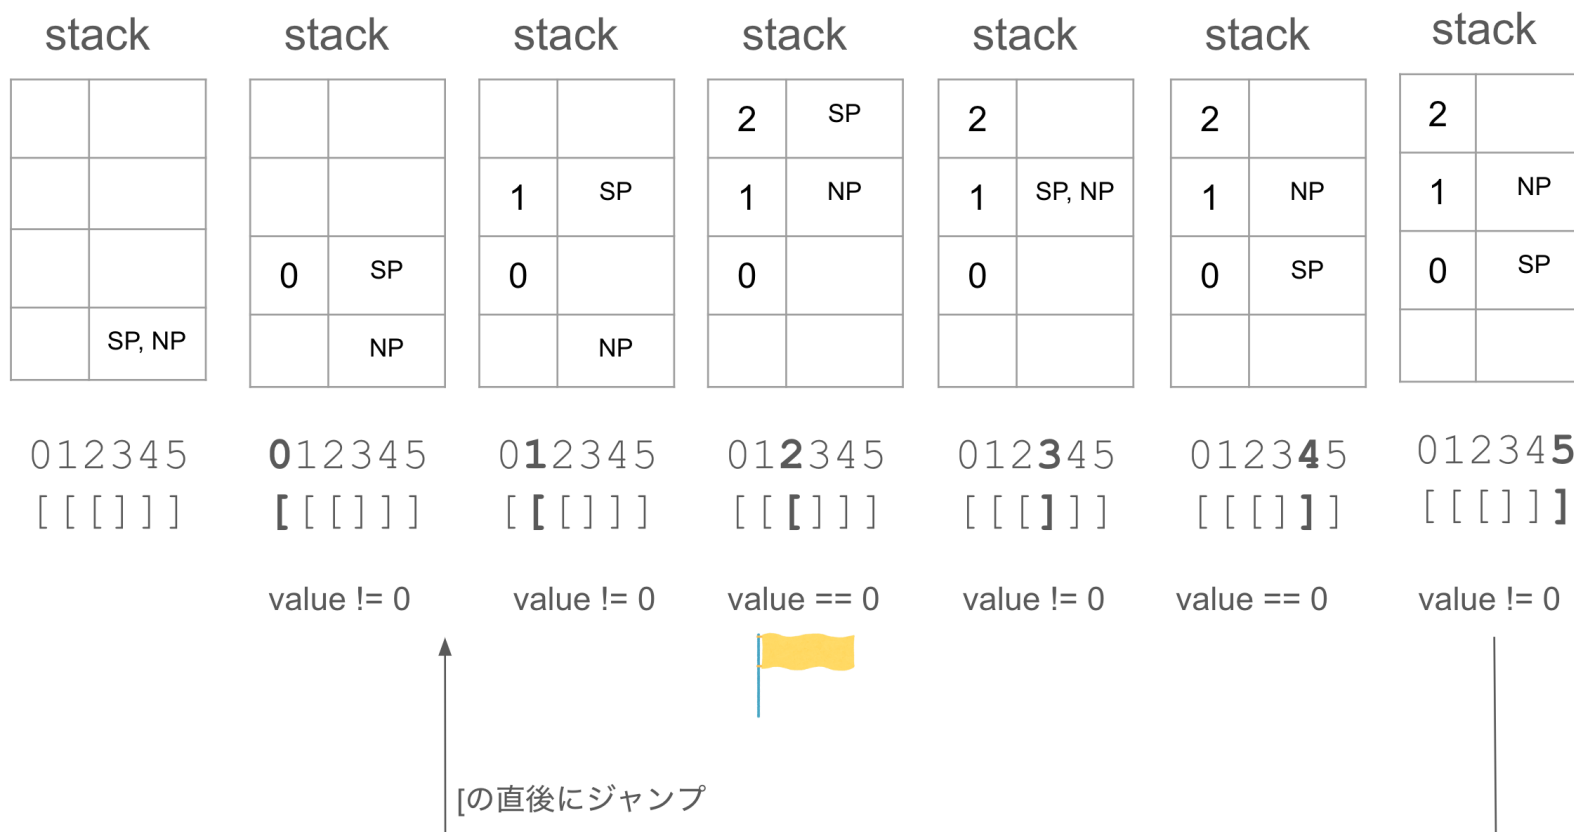 stack stack stack stack stack stack stack
2 SP 2 2 2
1 SP 1 NP 1 SP, NP 1 NP 1 NP
0 SP 0 0 0 0 SP 0 SP
SP, NP NP NP
012345 012345 012345 012345 012345 012345 012345
[[[]]] [[[]]] [[[]]] [[[]]] [[[]]] [[[]]] [[[]]]
value != 0 value != 0 value == 0 value != 0 value == 0 value != 0
[の直後にジャンプ